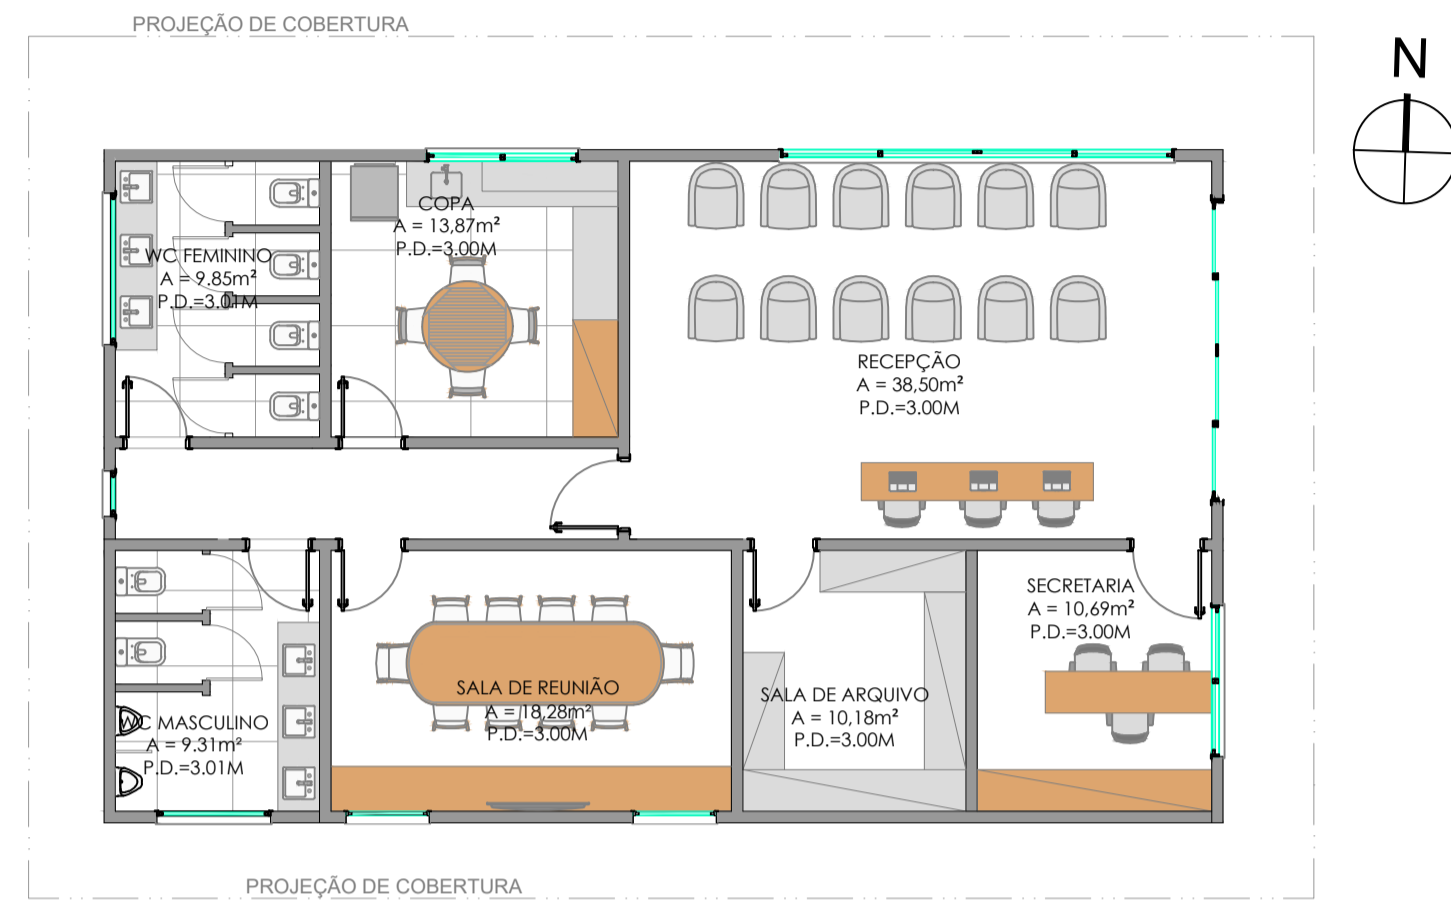 PROJEÇÃO DE COBERTURA
N
COPA
A = 13,87m²
P.D.=3.00M
WC FEMININO
A = 9.85m²
P.D.=3.01M
RECEPÇÃO
A = 38,50m²
P.D.=3.00M
SECRETARIA
A = 10,69m²
P.D.=3.00M
SALA DE REUNIÃO
A = 18,28m²
P.D.=3.00M
SALA DE ARQUIVO
A = 10,18m²
P.D.=3.00M
WC MASCULINO
A = 9.31m²
P.D.=3.01M
PROJEÇÃO DE COBERTURA